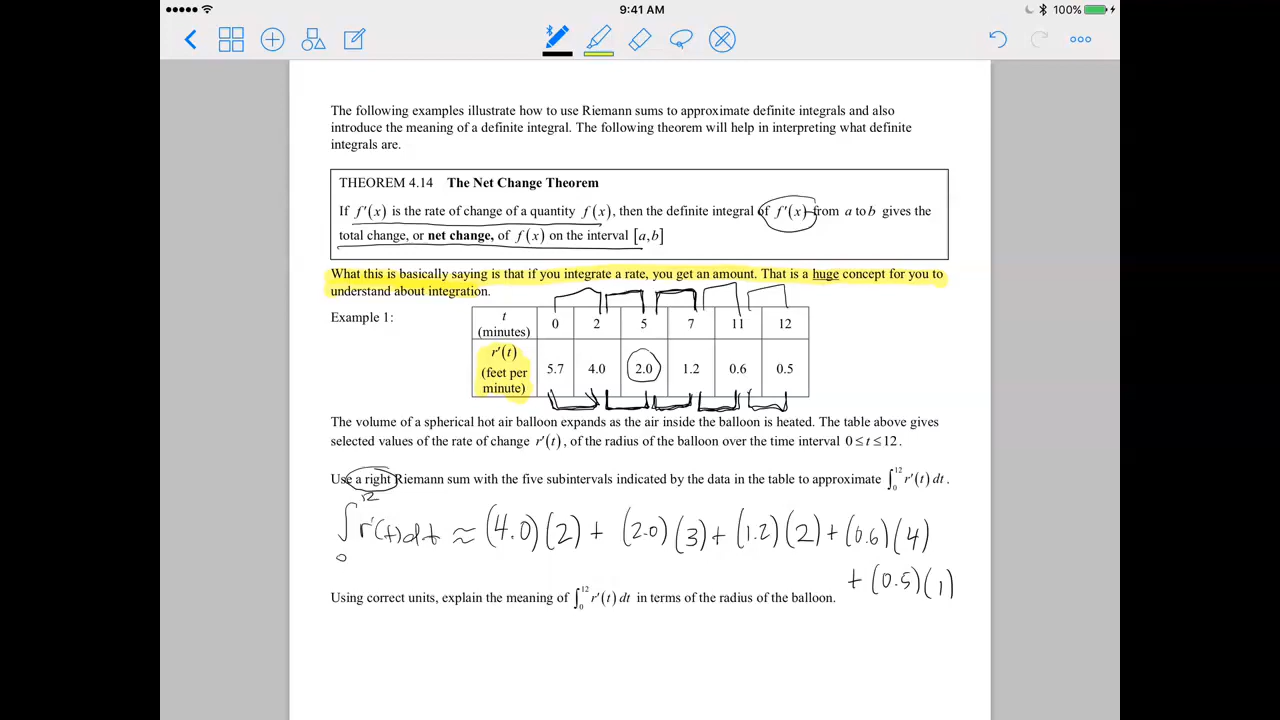 9:41 AM
100%
The following examples illustrate how to use Riemann sums to approximate definite integrals and also
introduce the meaning of a definite integral. The following theorem will help in interpreting what definite
integrals are.
THEOREM 4.14 The Net Change Theorem
If f′(x) is the rate of change of a quantity f(x), then the definite integral of f′(x) from a to b gives the
total change, or net change, of f(x) on the interval [a,b]
What this is basically saying is that if you integrate a rate, you get an amount. That is a huge concept for you to
understand about integration.
Example 1:
t (minutes) 0 2 5 7 11 12
r′(t) (feet per minute) 5.7 4.0 2.0 1.2 0.6 0.5
The volume of a spherical hot air balloon expands as the air inside the balloon is heated. The table above gives
selected values of the rate of change r′(t), of the radius of the balloon over the time interval 0≤t≤12.
Use a right Riemann sum with the five subintervals indicated by the data in the table to approximate ∫₀¹² r′(t) dt.
∫₀¹² r′(t)dt ≈ (4.0)(2) + (2.0)(3) + (1.2)(2) + (0.6)(4)
+ (0.5)(1)
Using correct units, explain the meaning of ∫₀¹² r′(t) dt in terms of the radius of the balloon.